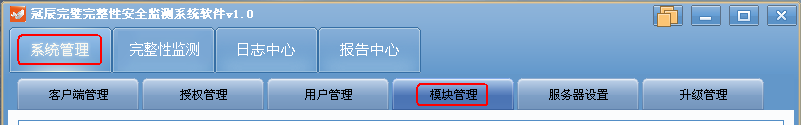 冠辰完璧完整性安全监测系统软件v1.0
系统管理 完整性监测 日志中心 报告中心
客户端管理 授权管理 用户管理 模块管理 服务器设置 升级管理